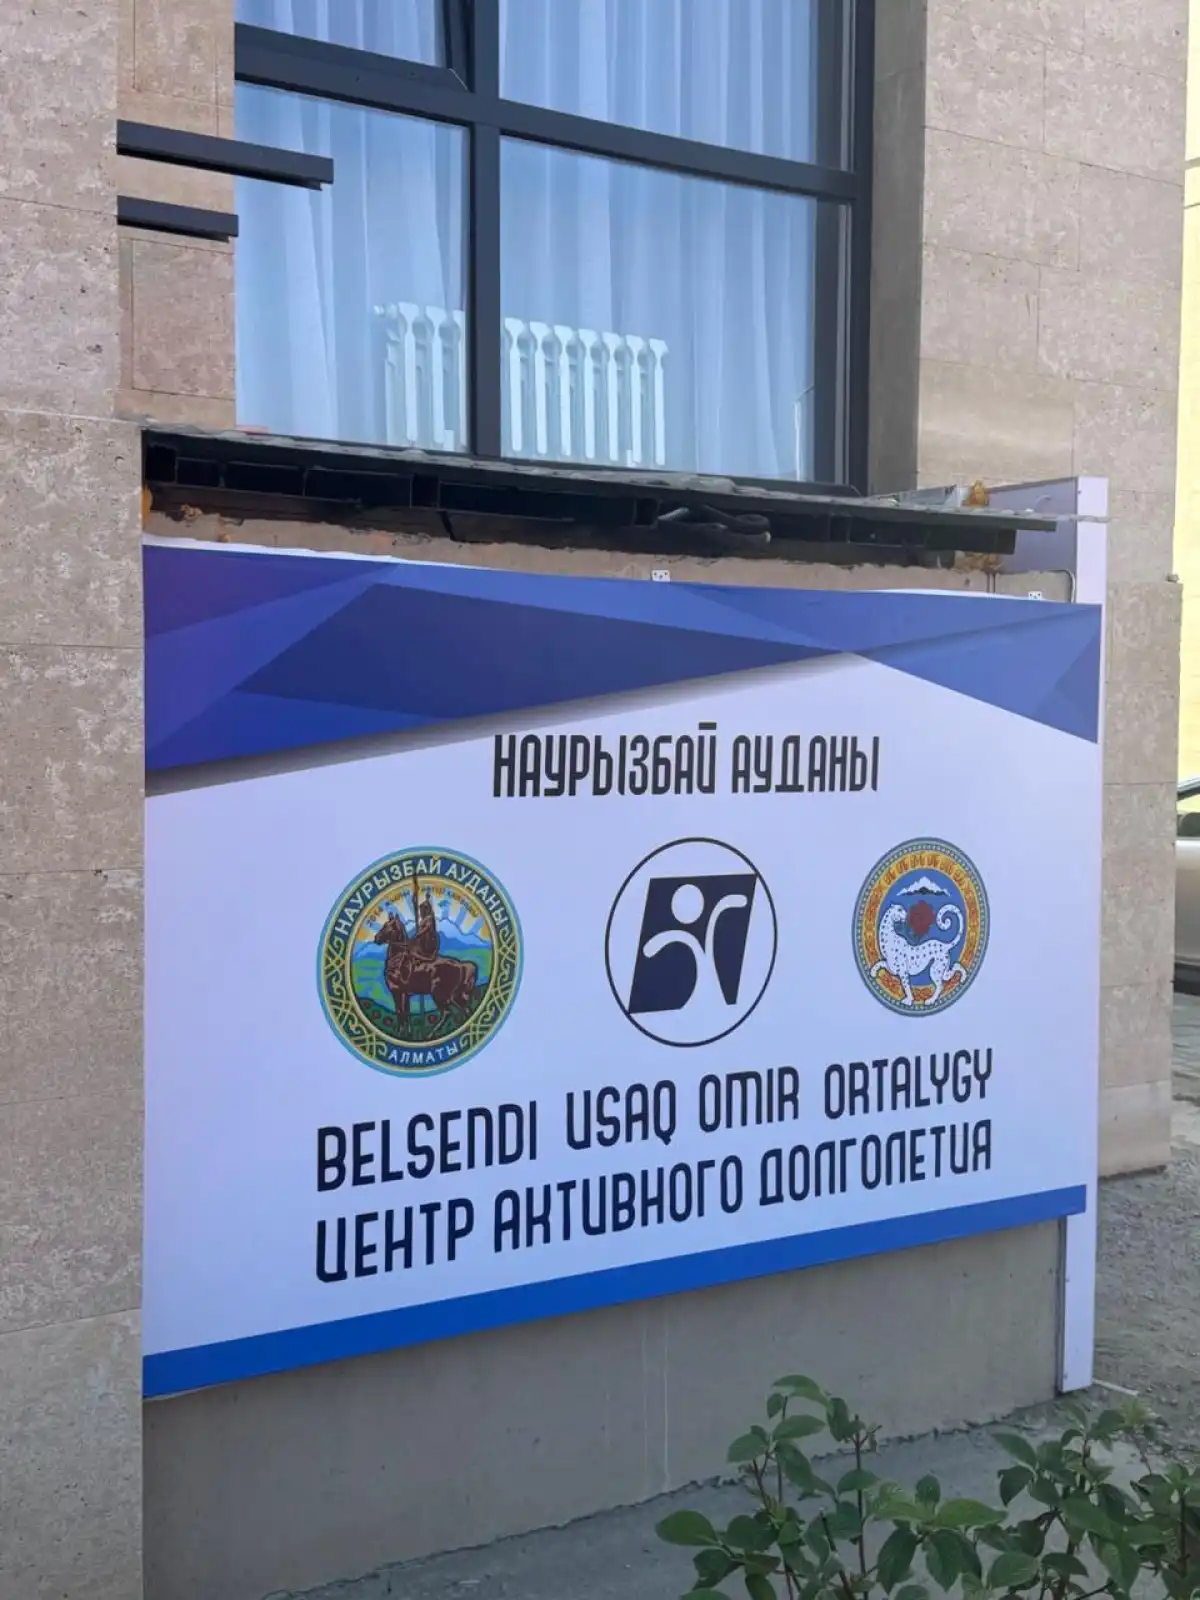 НАУРЫЗБАЙ АУДАНЫ
НАУРЫЗБАЙ АУДАНЫ
АЛМАТЫ
BELSENDI USAQ OMIR ORTALYGY
ЦЕНТР АКТИВНОГО ДОЛГОЛЕТИЯ